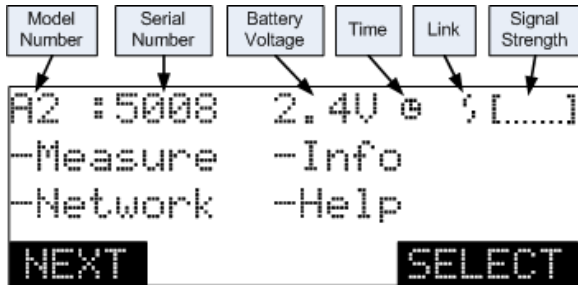 Model Number
Serial Number
Battery Voltage
Time
Link
Signal Strength
A2 :5008 2.4V [......]
-Measure -Info
-Network -Help
NEXT SELECT